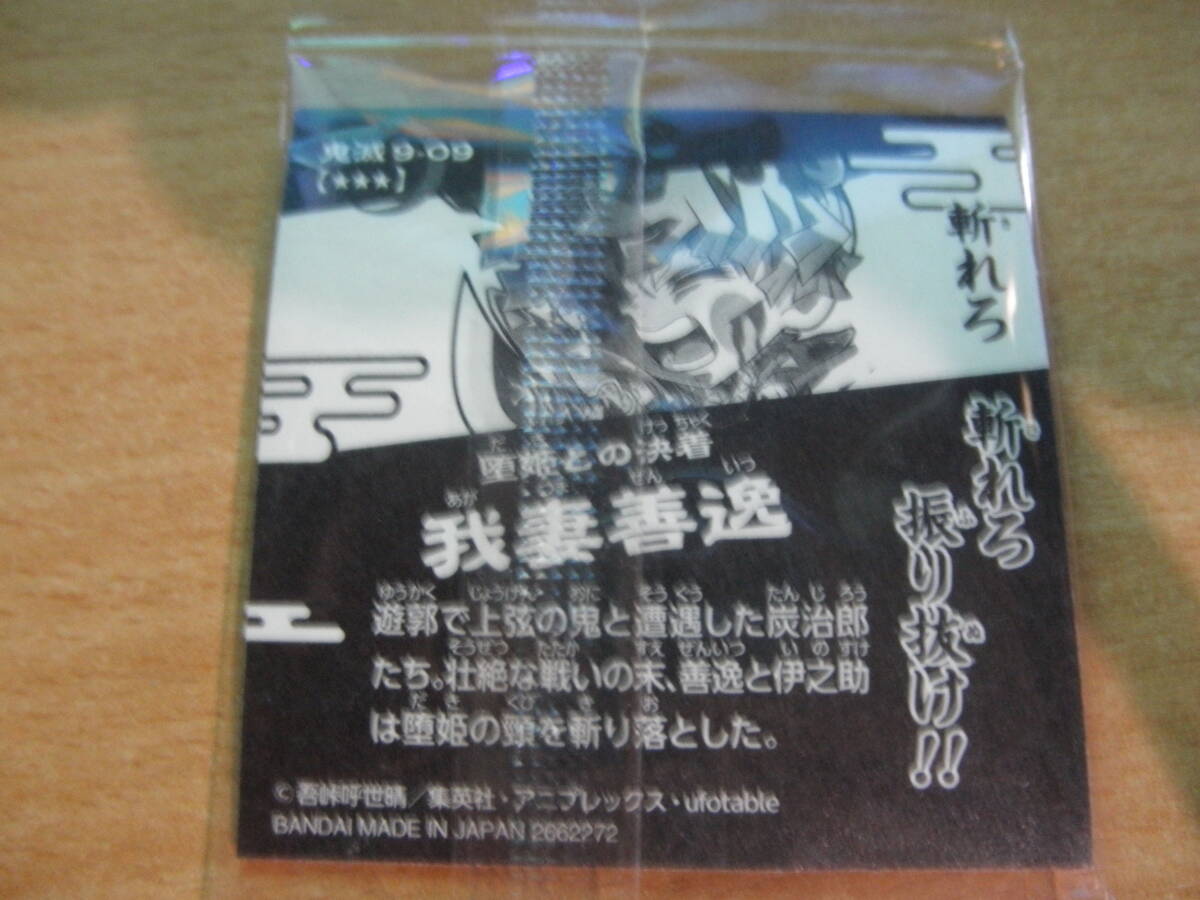 鬼滅 9-09
[★★★]
斬れろ
斬れろ
振り抜け!!
堕姫との決着
我妻善逸
遊郭で上弦の鬼と遭遇した炭治郎
たち。壮絶な戦いの末、善逸と伊之助
は堕姫の頸を斬り落とした。
©吾峠呼世晴／集英社・アニプレックス・ufotable
BANDAI MADE IN JAPAN 2662772